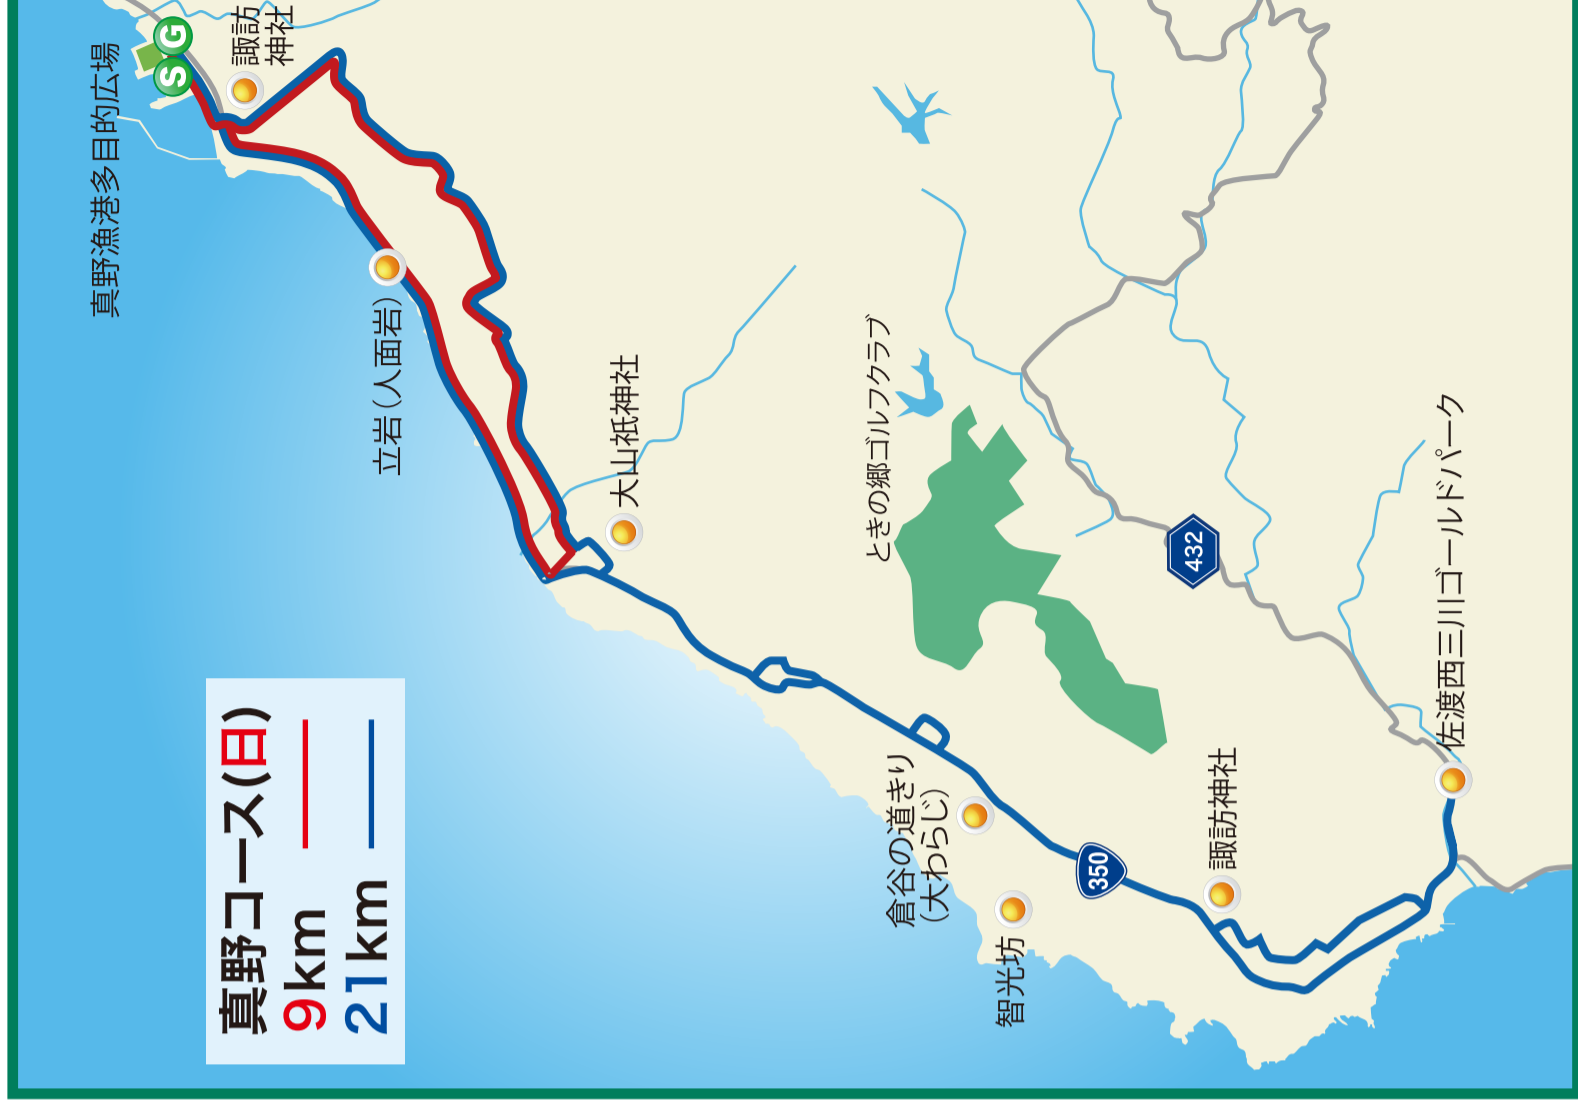 真野コース(日)
9km
21km
真野漁港多目的広場
S
G
諏訪
神社
立岩（人面岩）
大山祇神社
ときの郷ゴルフクラブ
432
佐渡西三川ゴールドパーク
倉谷の道きり
（大わらじ）
350
諏訪神社
智光坊